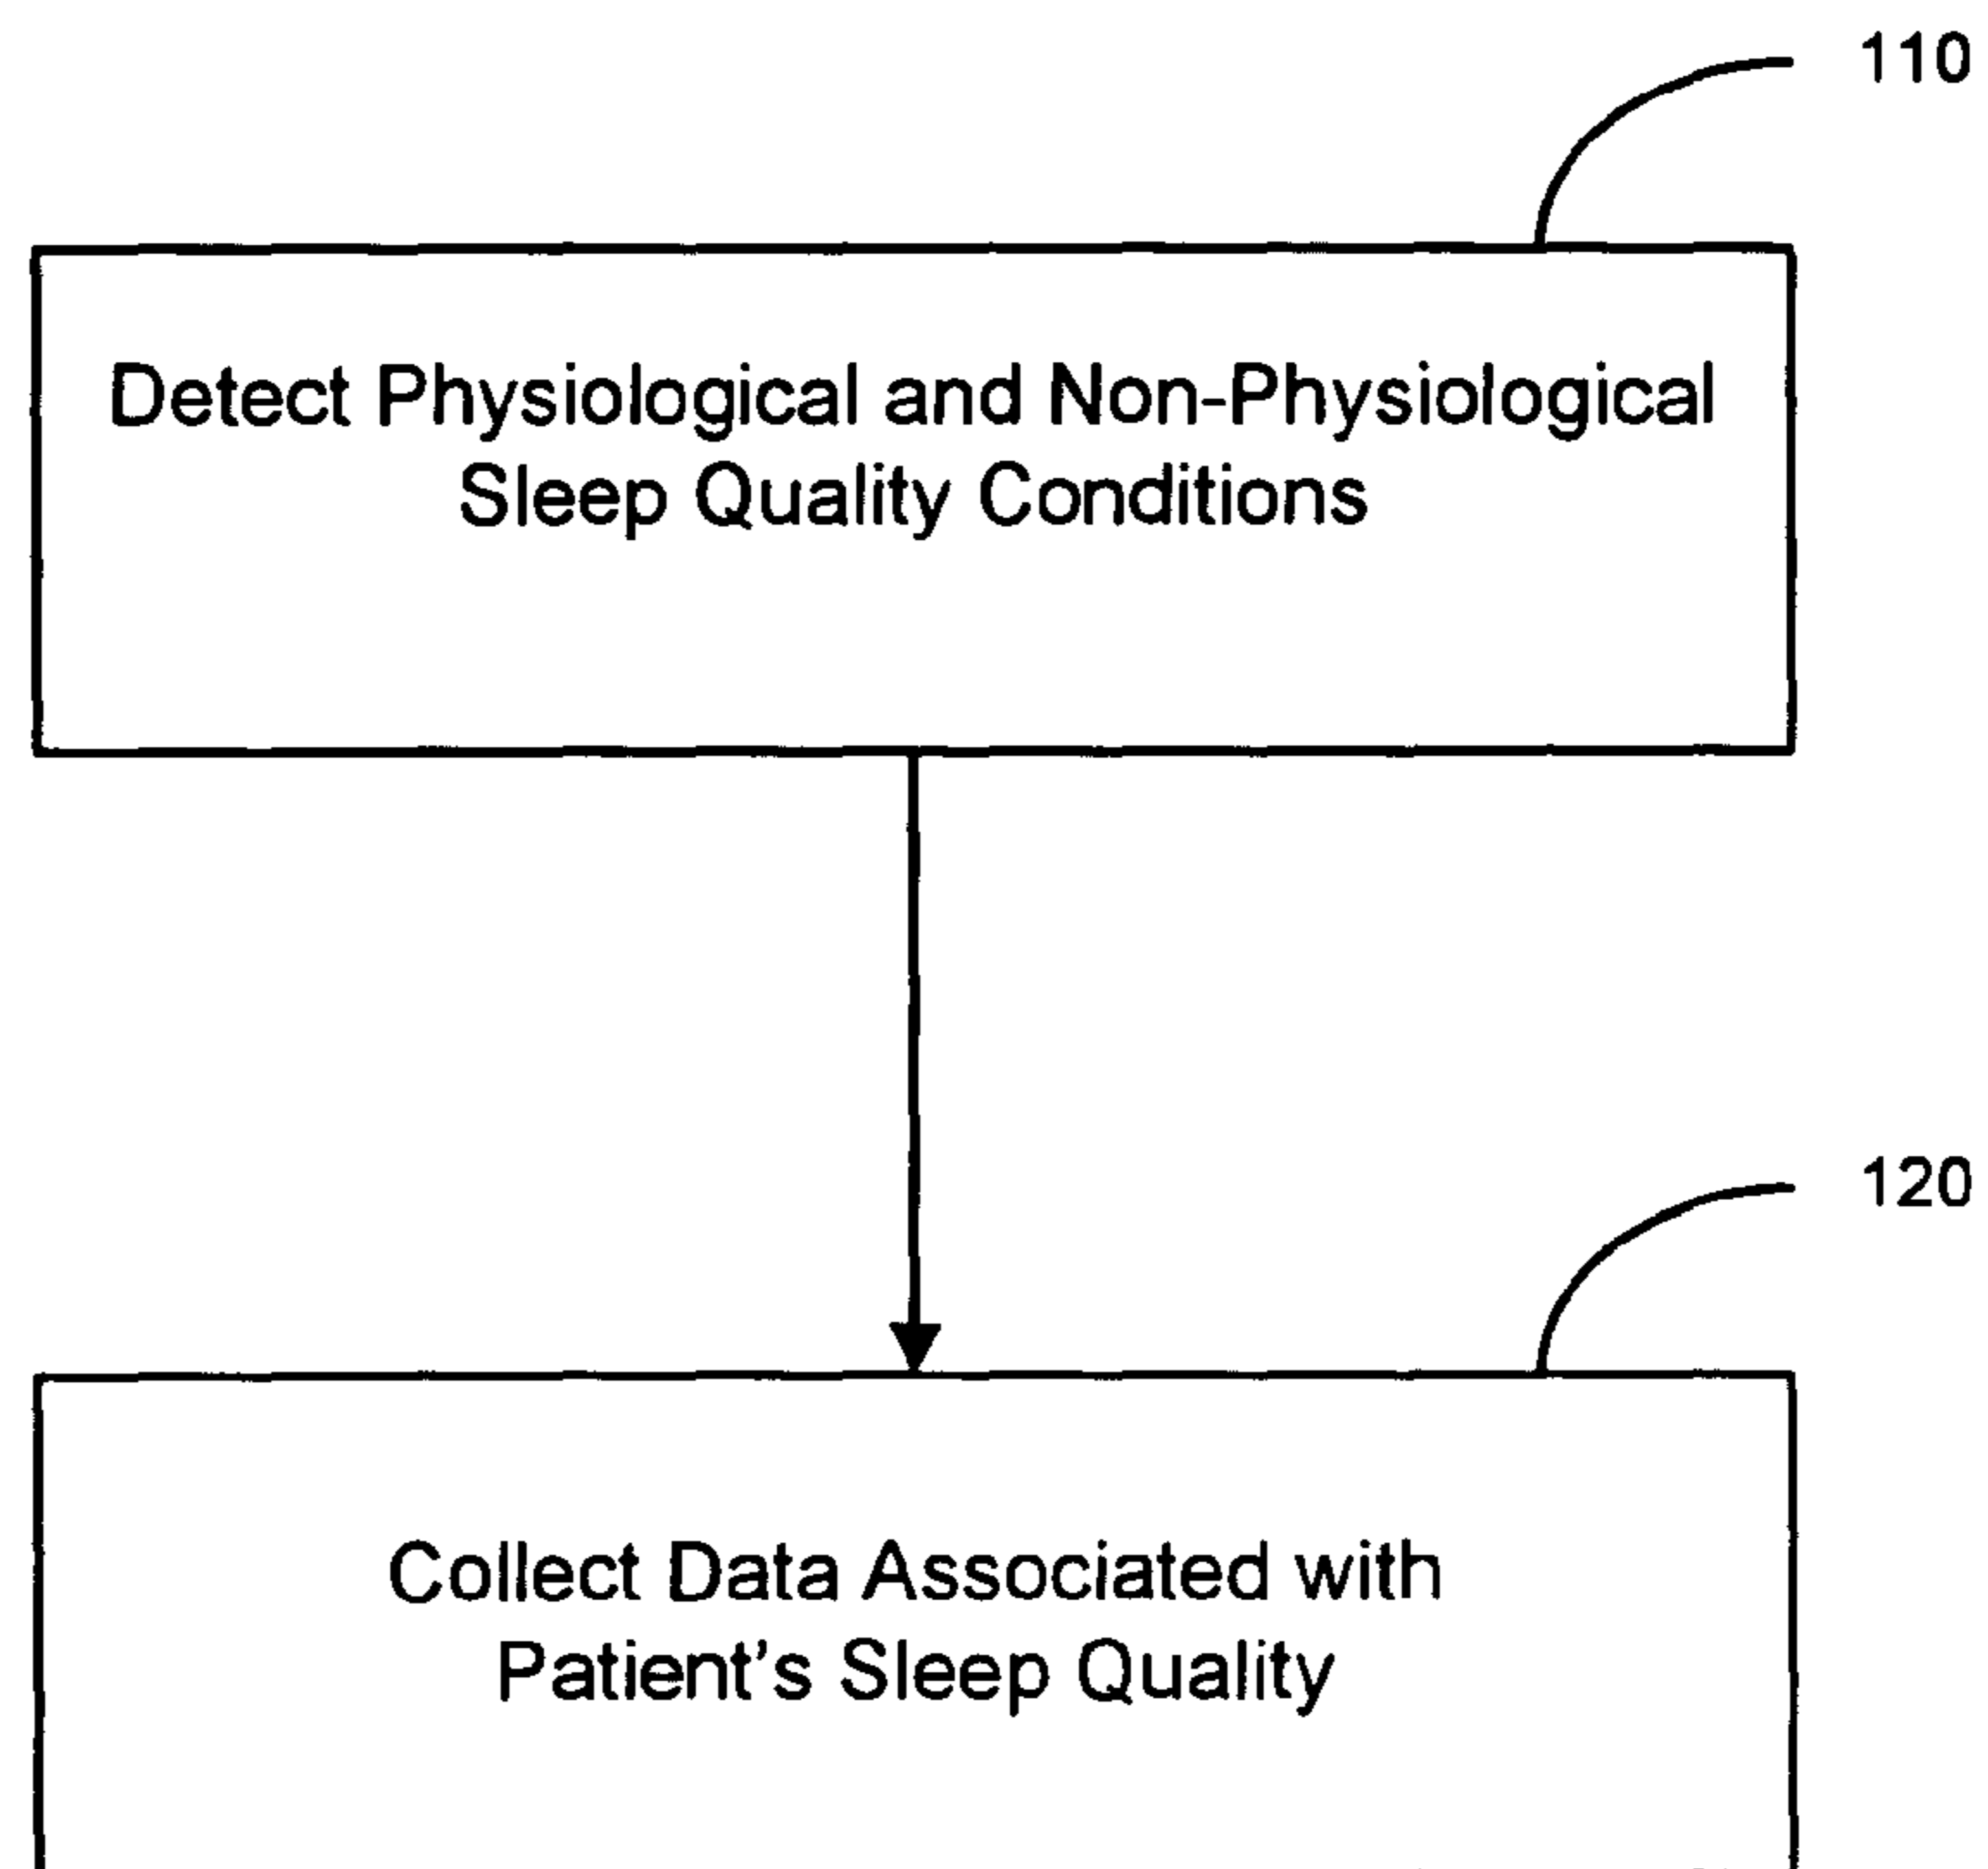 110
Detect Physiological and Non-Physiological
Sleep Quality Conditions
120
Collect Data Associated with
Patient's Sleep Quality